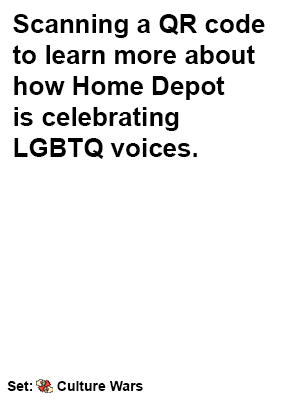 Scanning a QR code
to learn more about
how Home Depot
is celebrating
LGBTQ voices.
Set: Culture Wars